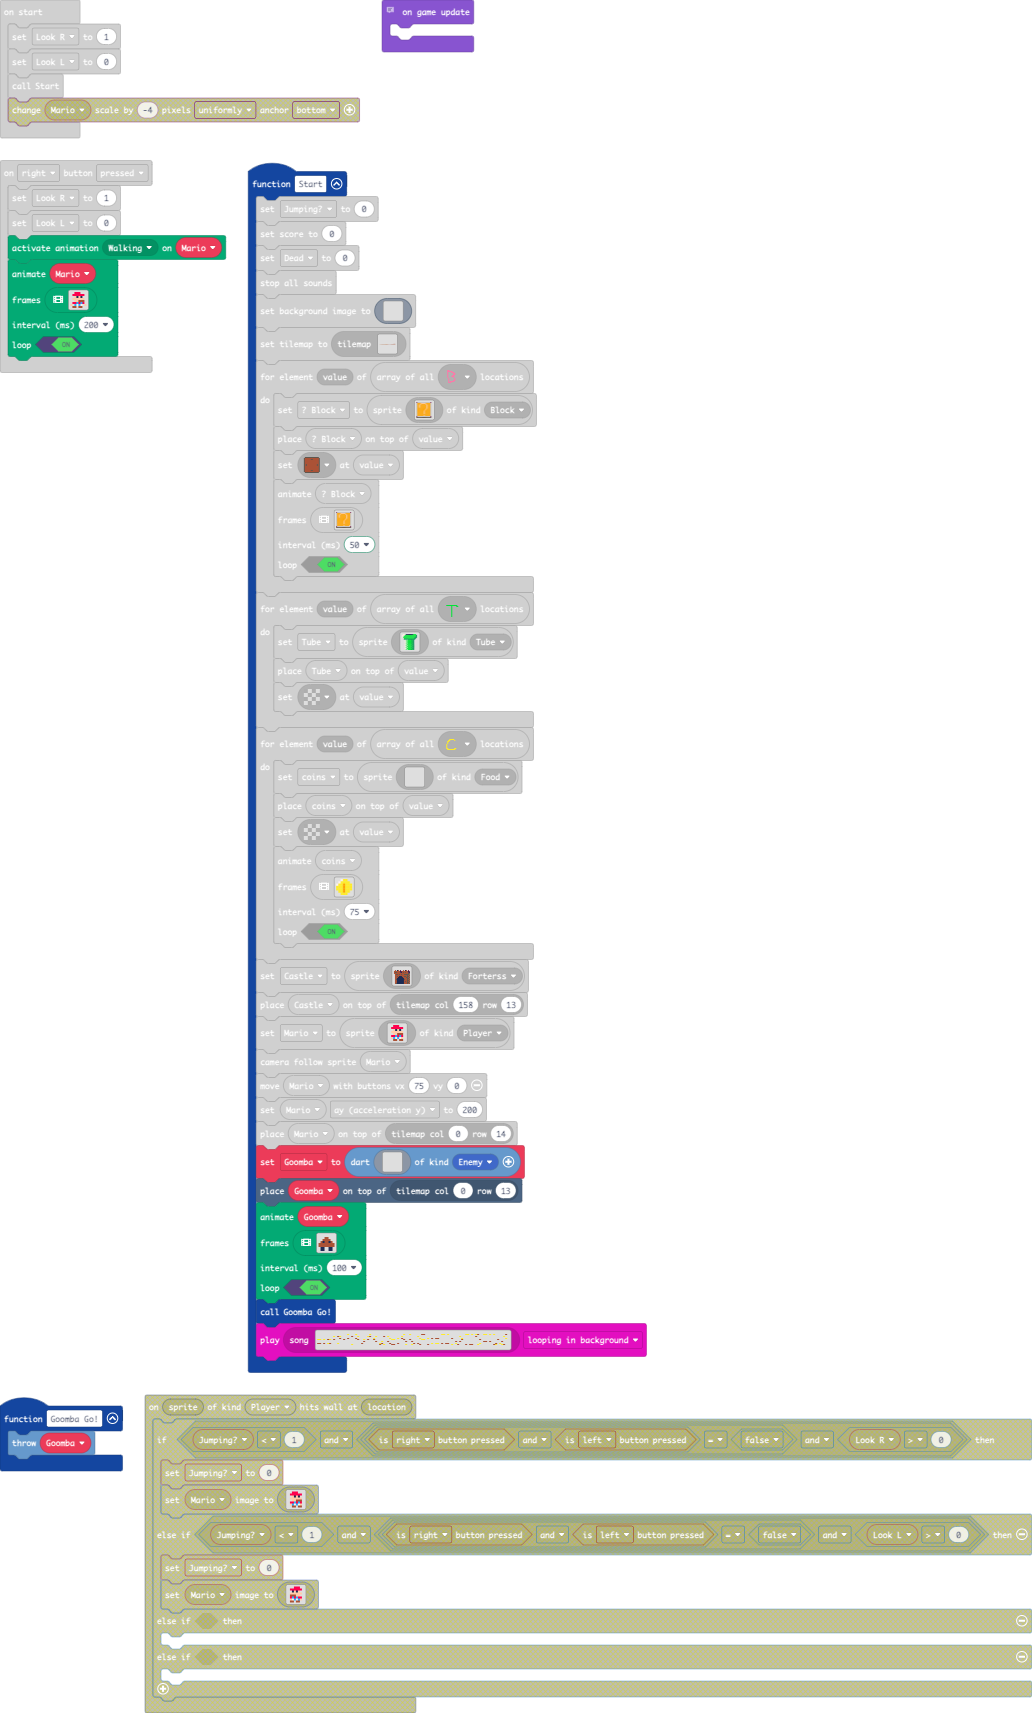 on start
set Look R to 1
set Look L to 0
call Start
change Mario scale by -4 pixels uniformly anchor bottom
on game update
on right button pressed
set Look R to 1
set Look L to 0
activate animation Walking on Mario
animate Mario
frames
interval (ms) 200
loop ON
function Start
set Jumping? to 0
set score to 0
set Dead to 0
stop all sounds
set background image to
set tilemap to tilemap
for element value of array of all B locations
do
set ? Block to sprite ? of kind Block
place ? Block on top of value
set at value
animate ? Block
frames ?
interval (ms) 50
loop ON
for element value of array of all T locations
do
set Tube to sprite of kind Tube
place Tube on top of value
set at value
for element value of array of all C locations
do
set coins to sprite of kind Food
place coins on top of value
set at value
animate coins
frames
interval (ms) 75
loop ON
set Castle to sprite of kind Forterss
place Castle on top of tilemap col 158 row 13
set Mario to sprite of kind Player
camera follow sprite Mario
move Mario with buttons vx 75 vy 0
set Mario ay (acceleration y) to 200
place Mario on top of tilemap col 0 row 14
set Goomba to dart of kind Enemy
place Goomba on top of tilemap col 0 row 13
animate Goomba
frames
interval (ms) 100
loop ON
call Goomba Go!
play song looping in background
function Goomba Go!
throw Goomba
on sprite of kind Player hits wall at location
if Jumping? < 1 and is right button pressed and is left button pressed = false and Look R > 0 then
set Jumping? to 0
set Mario image to
else if Jumping? < 1 and is right button pressed and is left button pressed = false and Look L > 0 then
set Jumping? to 0
set Mario image to
else if then
else if then